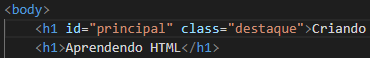 <body>
<h1 id="principal" class="destaque">Criando
<h1>Aprendendo HTML</h1>